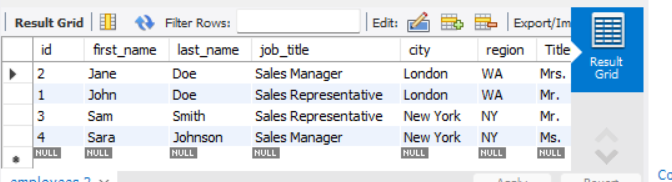 Result Grid Filter Rows: Edit: Export/Im
id first_name last_name job_title city region Title
2 Jane Doe Sales Manager London WA Mrs.
1 John Doe Sales Representative London WA Mr.
3 Sam Smith Sales Representative New York NY Mr.
4 Sara Johnson Sales Manager New York NY Ms.
NULL NULL NULL NULL NULL NULL NULL
Result
Grid